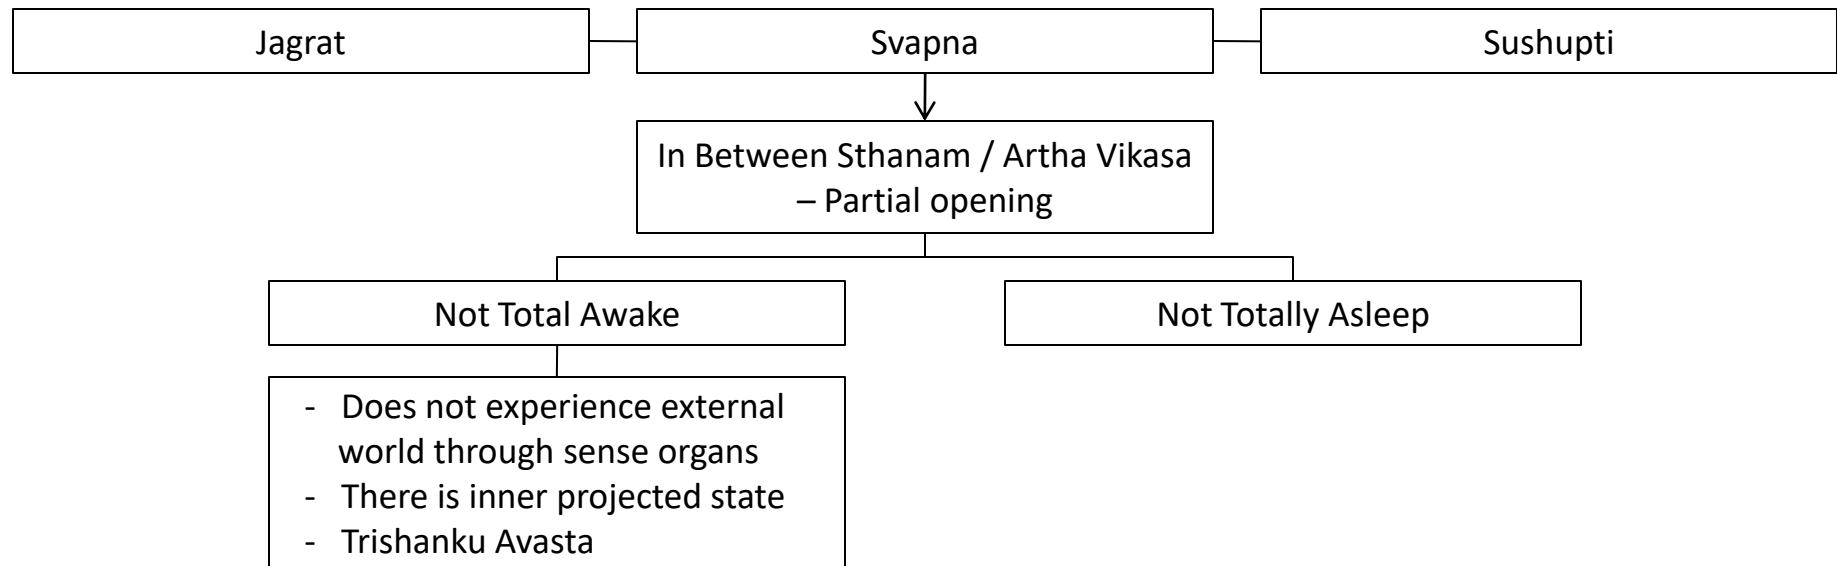 Jagrat
Svapna
Sushupti
In Between Sthanam / Artha Vikasa
– Partial opening
Not Total Awake
Not Totally Asleep
- Does not experience external
world through sense organs
- There is inner projected state
- Trishanku Avasta